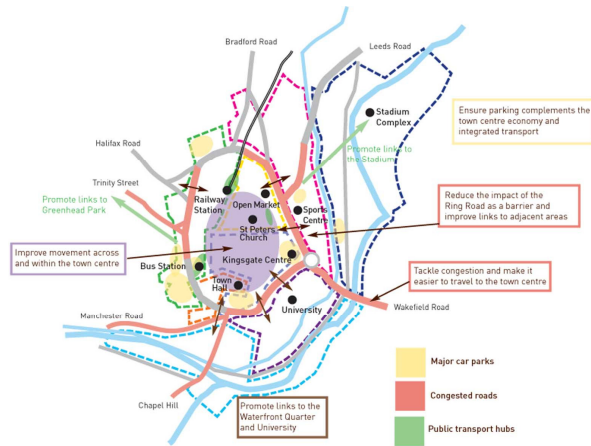 Bradford Road
Leeds Road
Stadium
Complex
Ensure parking complements the
town centre economy and
integrated transport
Halifax Road
Promote links to
the Stadium
Trinity Street
Promote links to
Greenhead Park
Railway
Station
Open Market
Sports
Centre
Reduce the impact of the
Ring Road as a barrier and
improve links to adjacent areas
St Peters
Church
Improve movement across
and within the town centre
Kingsgate Centre
Bus Station
Tackle congestion and make it
easier to travel to the town centre
Town
Hall
University
Wakefield Road
Manchester Road
Major car parks
Congested roads
Chapel Hill
Promote links to the
Waterfront Quarter
and University
Public transport hubs